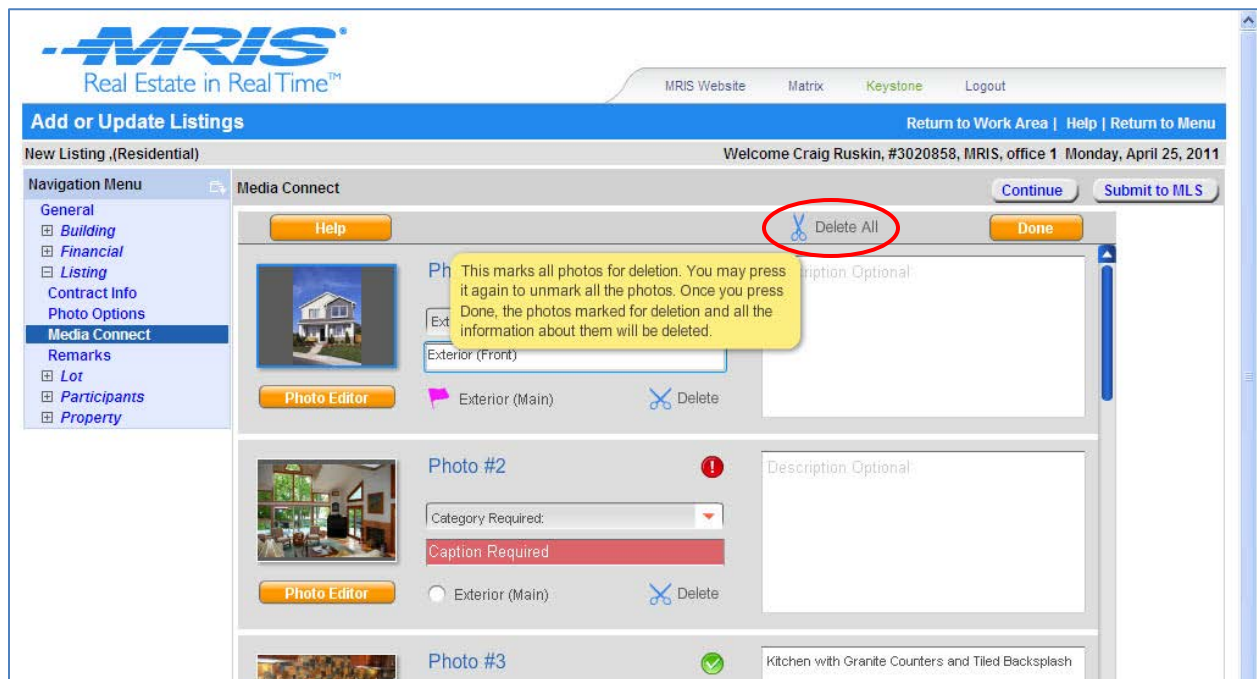 MRIS
Real Estate in RealTime™
MRIS Website Matrix Keystone Logout
Add or Update Listings
Return to Work Area | Help | Return to Menu
New Listing ,(Residential)
Welcome Craig Ruskin, #3020858, MRIS, office 1 Monday, April 25, 2011
Navigation Menu
General
Building
Financial
Listing
Contract Info
Photo Options
Media Connect
Remarks
Lot
Participants
Property
Media Connect
Continue
Submit to MLS
Help
Delete All
Done
Ph
This marks all photos for deletion. You may press
it again to unmark all the photos. Once you press
Done, the photos marked for deletion and all the
information about them will be deleted.
Optional
Ext
Exterior (Front)
Photo Editor
Exterior (Main)
Delete
Photo #2
Description Optional
Category Required:
Caption Required
Photo Editor
Exterior (Main)
Delete
Photo #3
Kitchen with Granite Counters and Tiled Backsplash